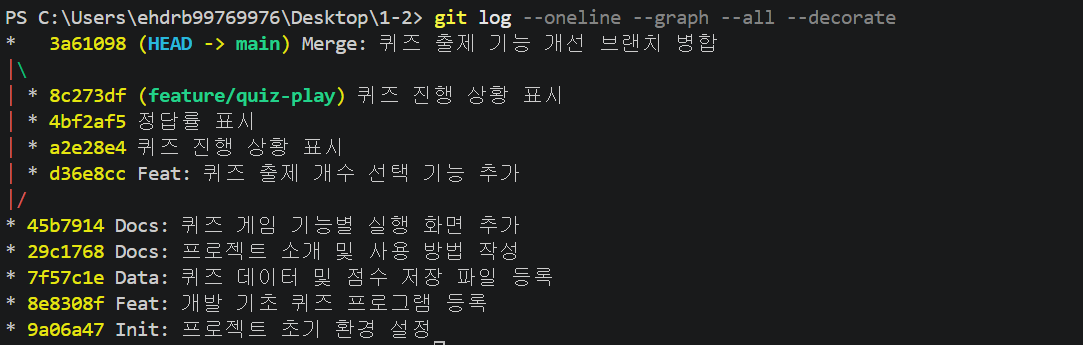 PS C:\Users\ehdrb99769976\Desktop\1-2> git log --oneline --graph --all --decorate
*   3a61098 (HEAD -> main) Merge: 퀴즈 출제 기능 개선 브랜치 병합
|\
| * 8c273df (feature/quiz-play) 퀴즈 진행 상황 표시
| * 4bf2af5 정답률 표시
| * a2e28e4 퀴즈 진행 상황 표시
| * d36e8cc Feat: 퀴즈 출제 개수 선택 기능 추가
|/
* 45b7914 Docs: 퀴즈 게임 기능별 실행 화면 추가
* 29c1768 Docs: 프로젝트 소개 및 사용 방법 작성
* 7f57c1e Data: 퀴즈 데이터 및 점수 저장 파일 등록
* 8e8308f Feat: 개발 기초 퀴즈 프로그램 등록
* 9a06a47 Init: 프로젝트 초기 환경 설정